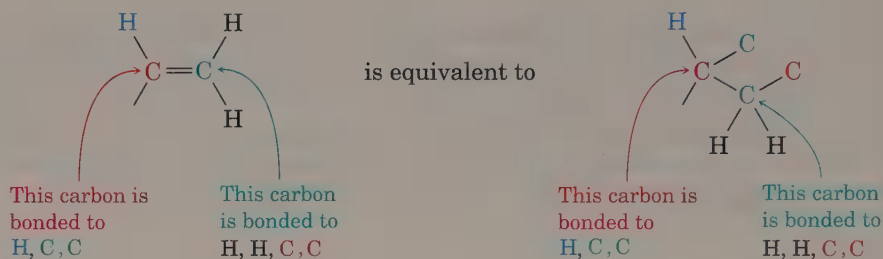 H
H
C=C
H
is equivalent to
H
C
C
C
C
H
H
This carbon is
bonded to
H, C, C
This carbon
is bonded to
H, H, C, C
This carbon is
bonded to
H, C, C
This carbon
is bonded to
H, H, C, C